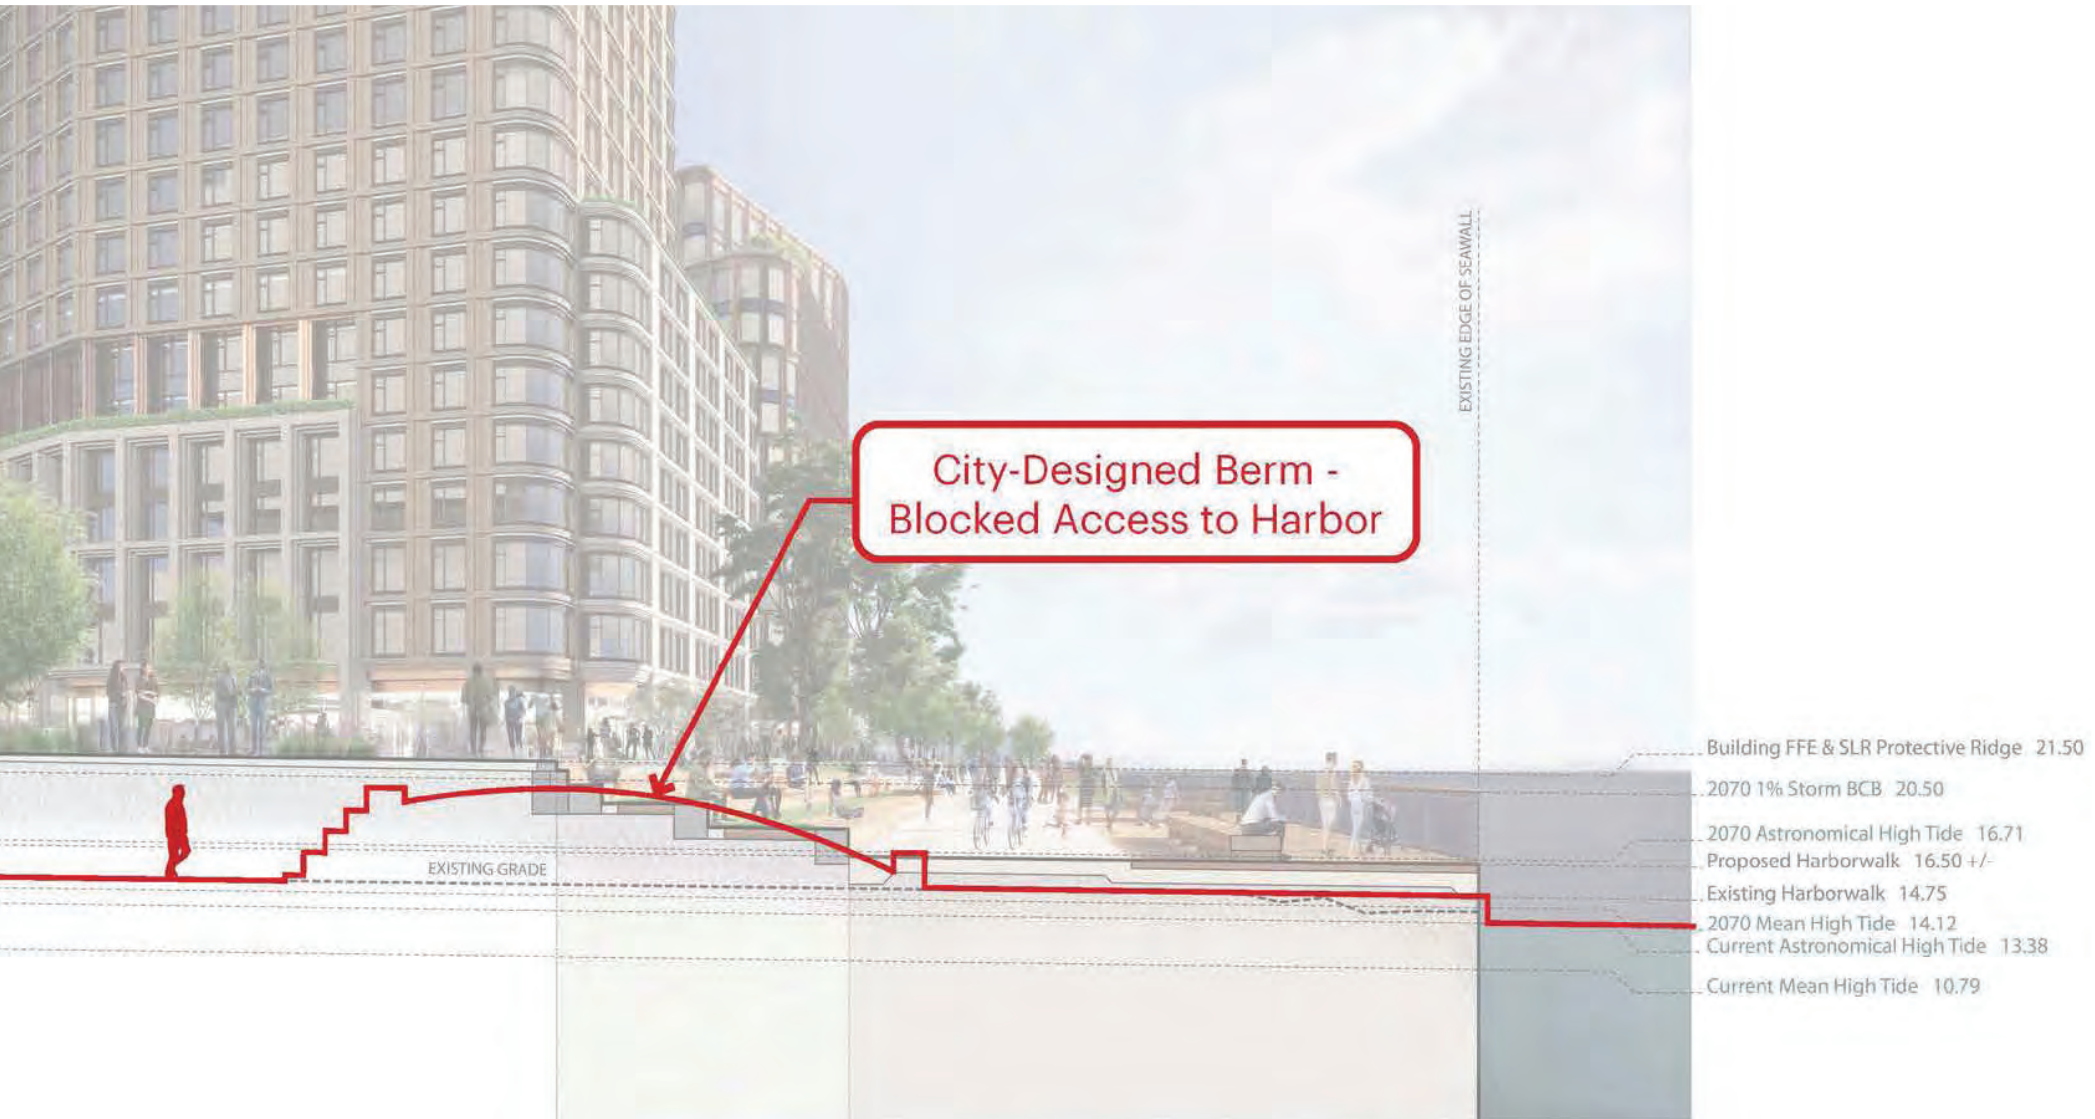 EXISTING EDGE OF SEAWALL
City-Designed Berm -
Blocked Access to Harbor
Building FFE & SLR Protective Ridge 21.50
2070 1% Storm BCB 20.50
2070 Astronomical High Tide 16.71
Proposed Harborwalk 16.50 +/-
EXISTING GRADE
Existing Harborwalk 14.75
2070 Mean High Tide 14.12
Current Astronomical High Tide 13.38
Current Mean High Tide 10.79